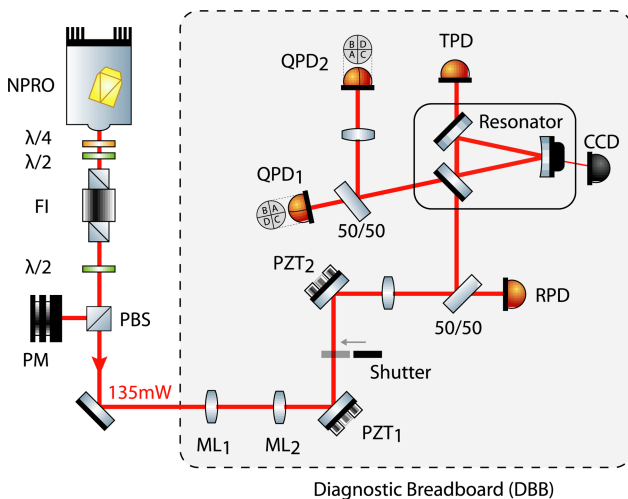 NPRO
λ/4
λ/2
FI
λ/2
PBS
PM
135mW
ML1
ML2
PZT1
Shutter
PZT2
50/50
RPD
QPD1
B A
D C
50/50
QPD2
B D
A C
TPD
Resonator
CCD
Diagnostic Breadboard (DBB)